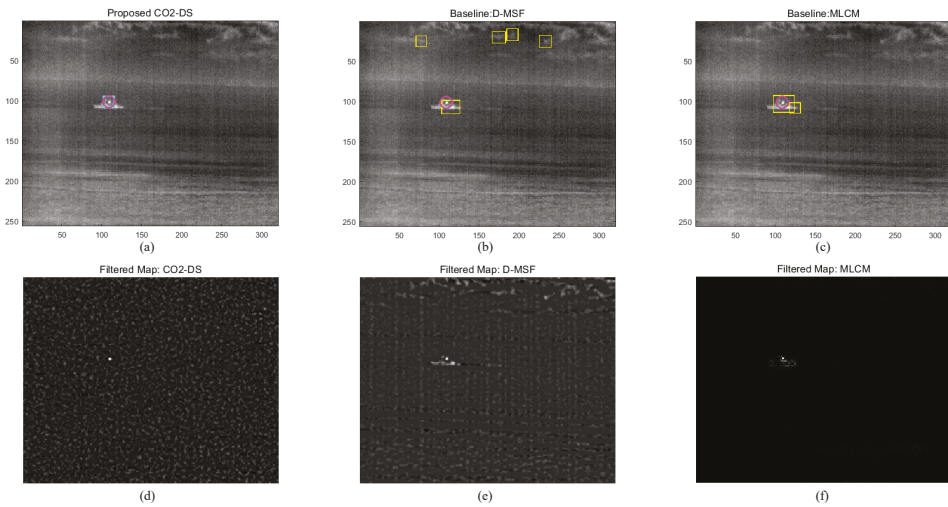 Proposed CO2-DS
50
100
150
200
250
50 100 150 200 250 300
(a)
Baseline:D-MSF
50
100
150
200
250
50 100 150 200 250 300
(b)
Baseline:MLCM
50
100
150
200
250
50 100 150 200 250 300
(c)
Filtered Map: CO2-DS
(d)
Filtered Map: D-MSF
(e)
Filtered Map: MLCM
(f)